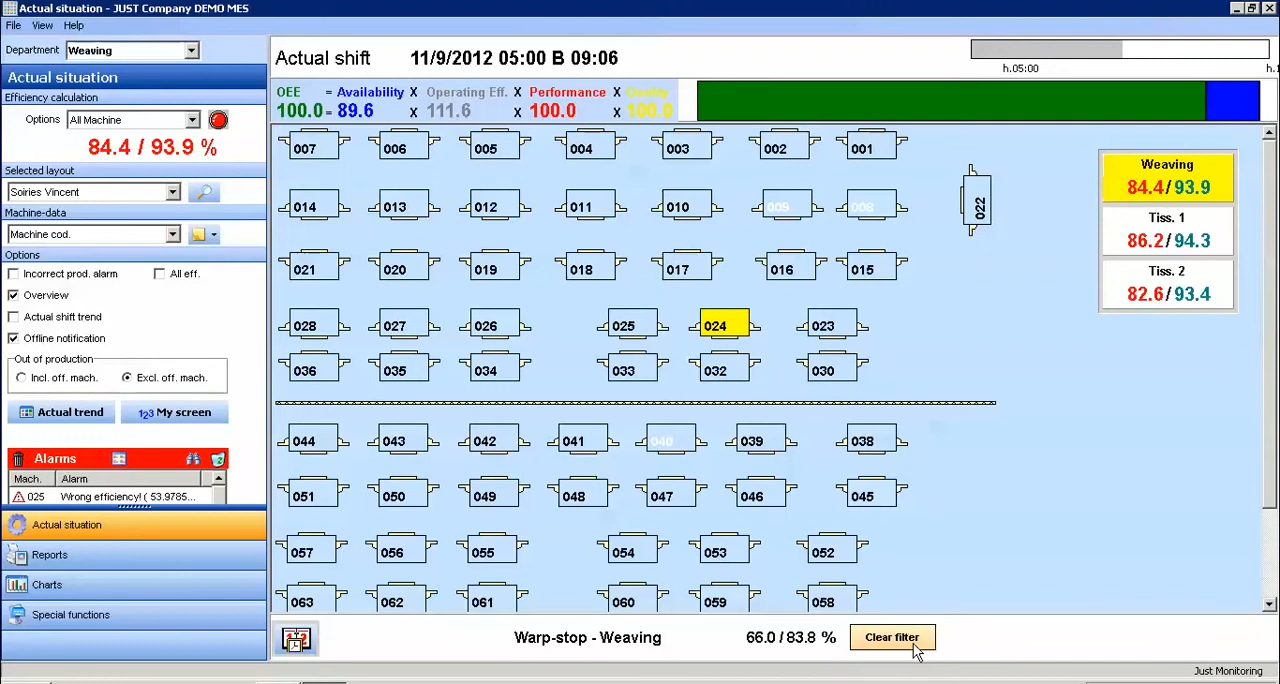 Actual situation - JUST Company DEMO MES
File View Help
Department Weaving
Actual situation
Efficiency calculation
Options All Machine
84.4 / 93.9 %
Selected layout
Soiries Vincent
Machine-data
Machine cod.
Options
Incorrect prod. alarm All eff.
Overview
Actual shift trend
Offline notification
Out of production
Incl. off. mach. Excl. off. mach.
Actual trend 123 My screen
Alarms
Mach. Alarm
025 Wrong efficiency! ( 53.9785...
Actual situation
Reports
Charts
Special functions
Actual shift 11/9/2012 05:00 B 09:06
h.05:00 h.1
OEE = Availability X Operating Eff. X Performance X Quality
100.0 = 89.6 x 111.6 x 100.0 x 100.0
007 006 005 004 003 002 001
014 013 012 011 010 009 008
022
021 020 019 018 017 016 015
028 027 026 025 024 023
036 035 034 033 032 030
044 043 042 041 040 039 038
051 050 049 048 047 046 045
057 056 055 054 053 052
063 062 061 060 059 058
Weaving
84.4/93.9
Tiss. 1
86.2/94.3
Tiss. 2
82.6/93.4
Warp-stop - Weaving 66.0 / 83.8 % Clear filter
Just Monitoring